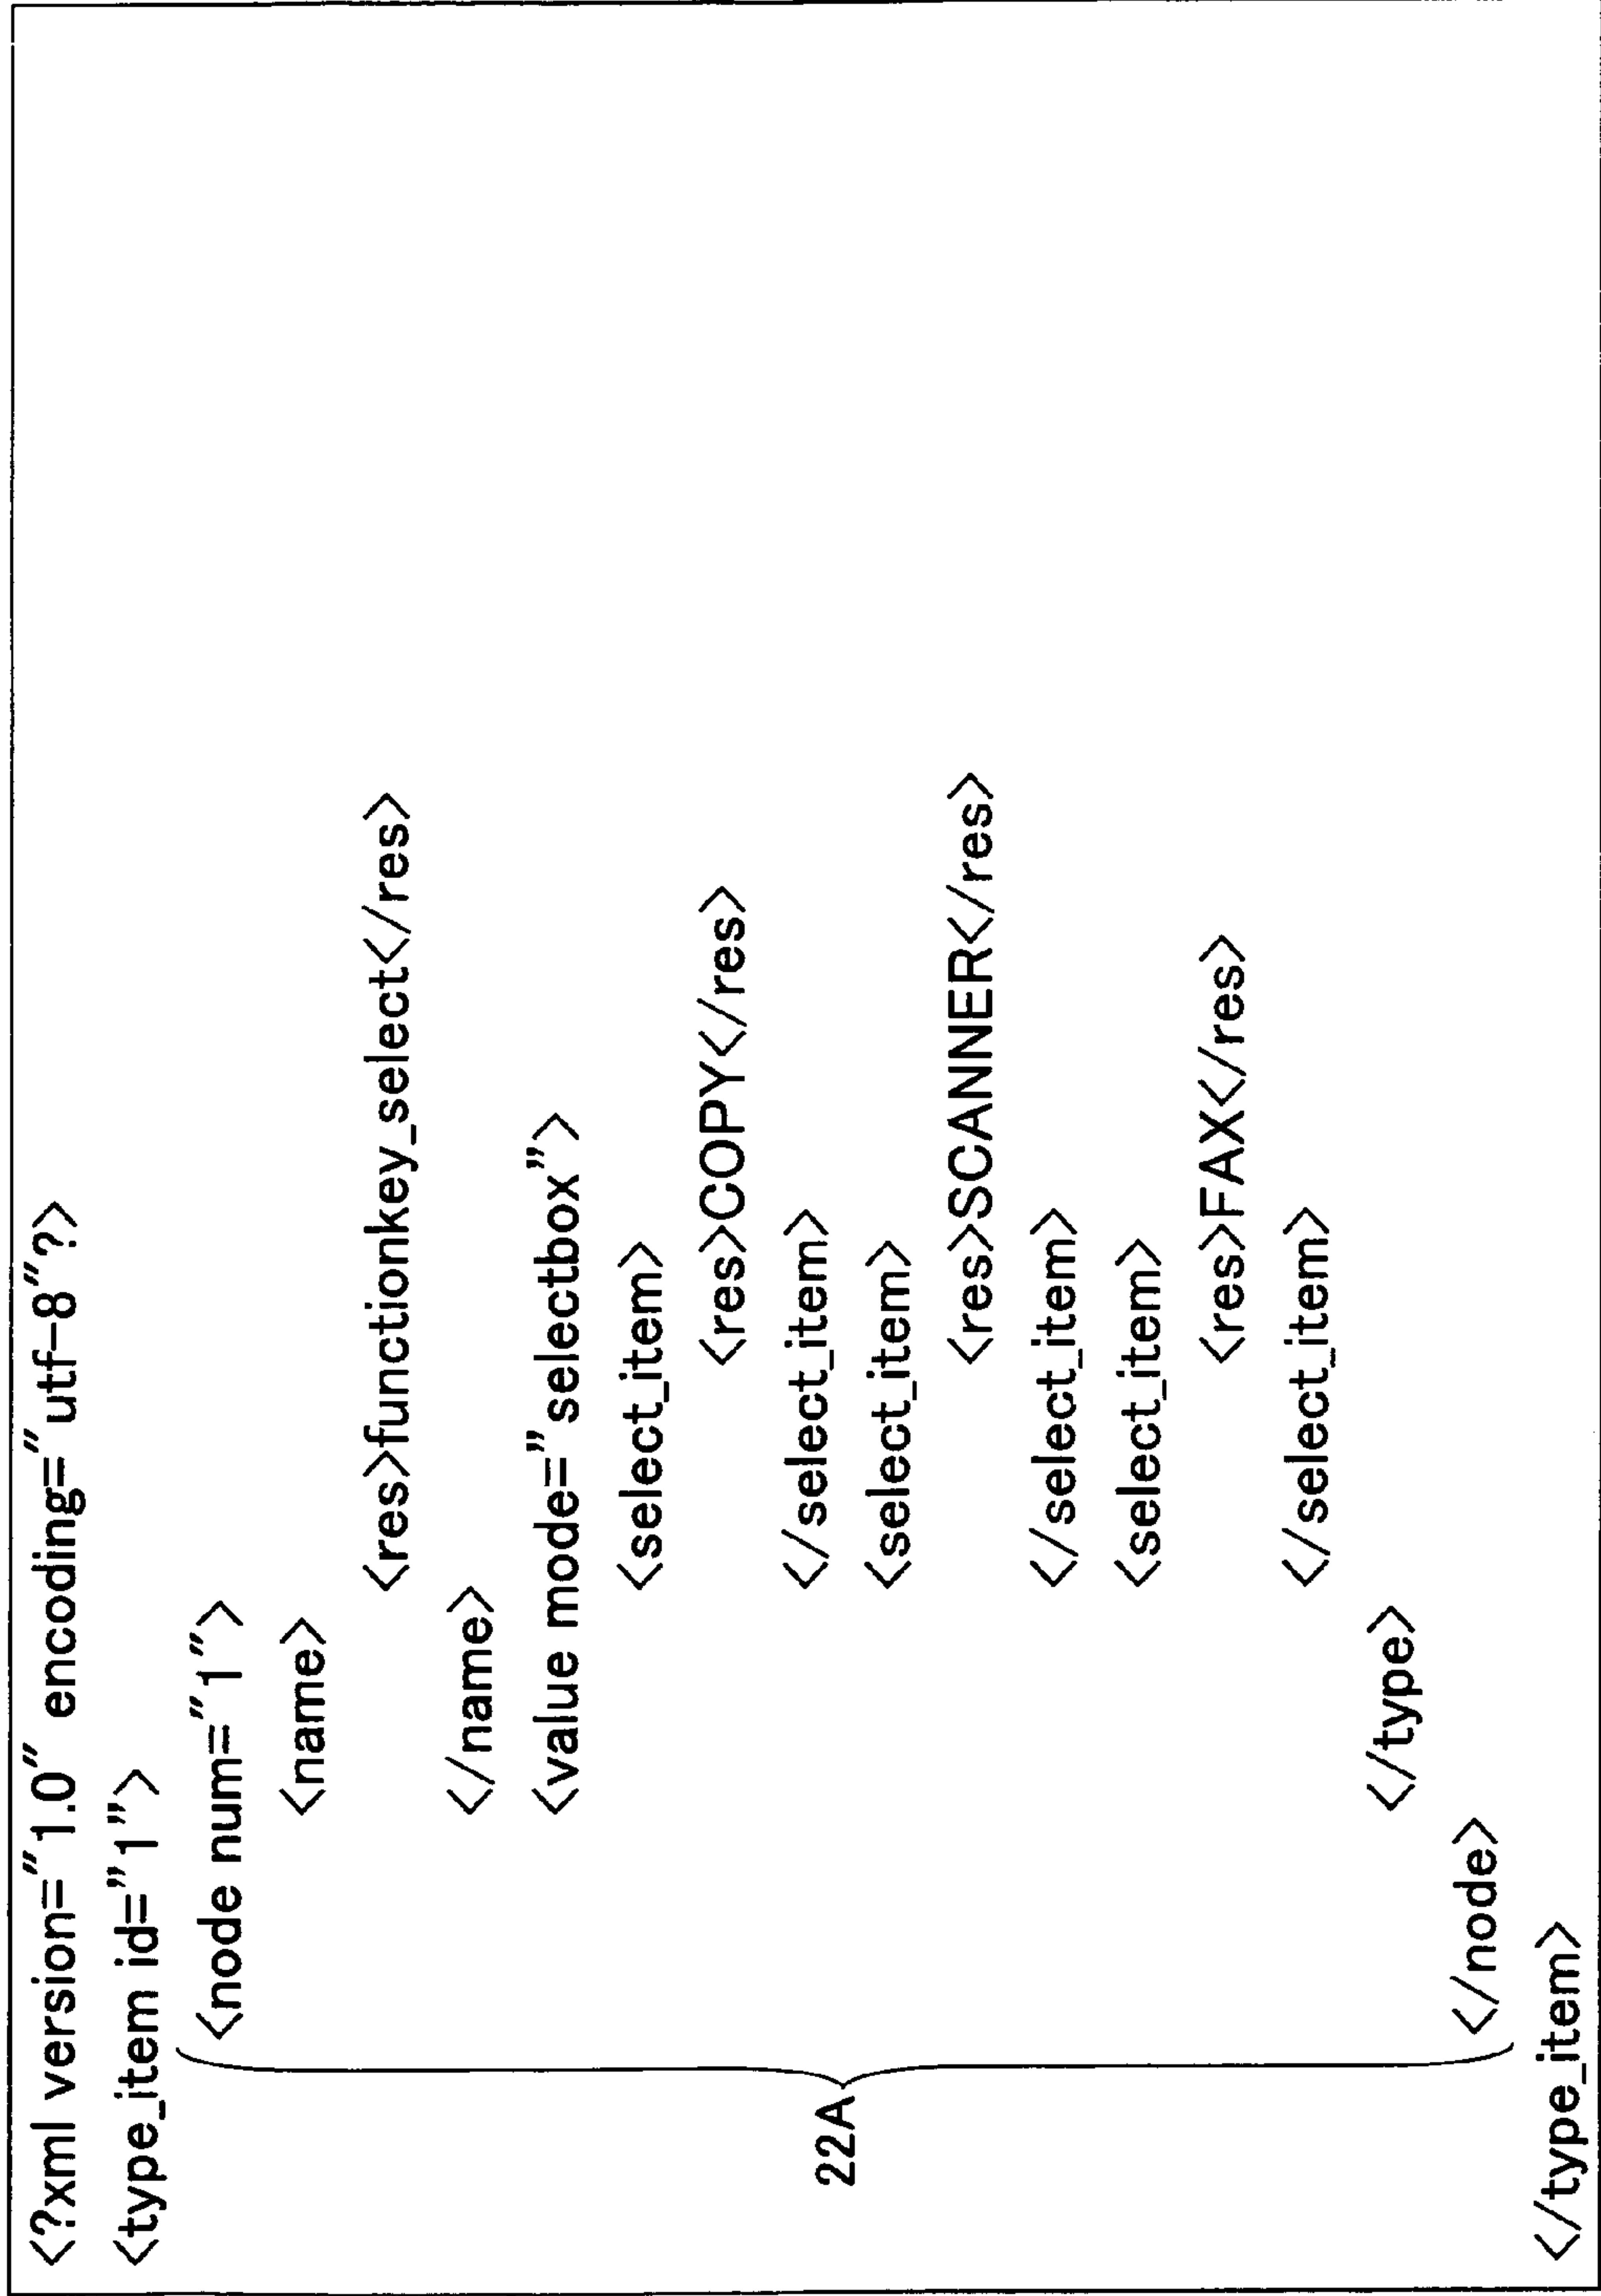 <?xml version="1.0" encoding="utf-8"?>
<type_item id="1">
<node num="1">
<name>
<res>functionkey_select</res>
</name>
<value mode="selectbox">
<select_item>
<res>COPY</res>
</select_item>
<select_item>
<res>SCANNER</res>
</select_item>
<select_item>
<res>FAX</res>
</select_item>
</type>
</node>
</type_item>
22A